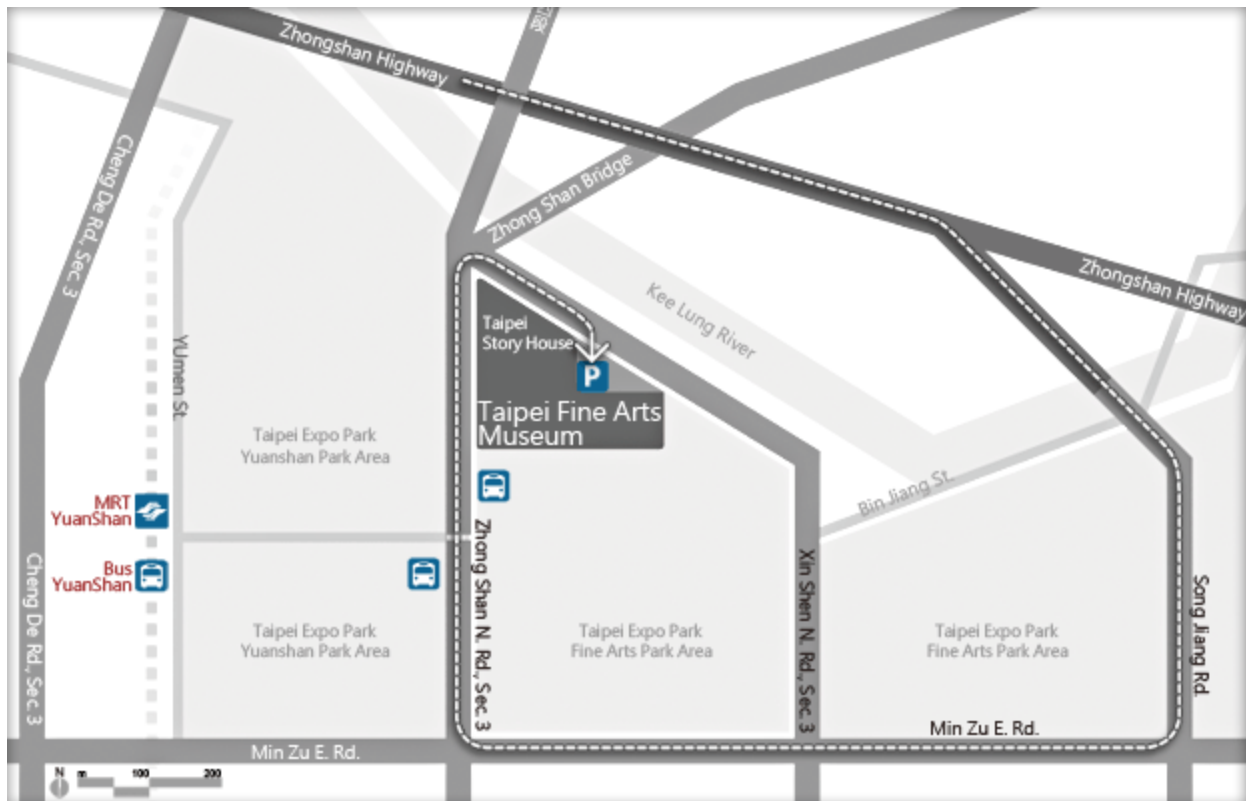 Zhongshan Highway
Cheng De Rd., Sec. 3
Zhong Shan Bridge
Zhongshan Highway
Kee Lung River
Taipei
Story House
P
YUmen St.
Taipei Fine Arts
Museum
Taipei Expo Park
Yuanshan Park Area
Bin Jiang St.
MRT
YuanShan
Bus
YuanShan
Cheng De Rd., Sec. 3
Zhong Shan N. Rd., Sec. 3
Xin Shen N. Rd., Sec. 3
Song Jiang Rd.
Taipei Expo Park
Yuanshan Park Area
Taipei Expo Park
Fine Arts Park Area
Taipei Expo Park
Fine Arts Park Area
Min Zu E. Rd.
Min Zu E. Rd.
N
m 100 200